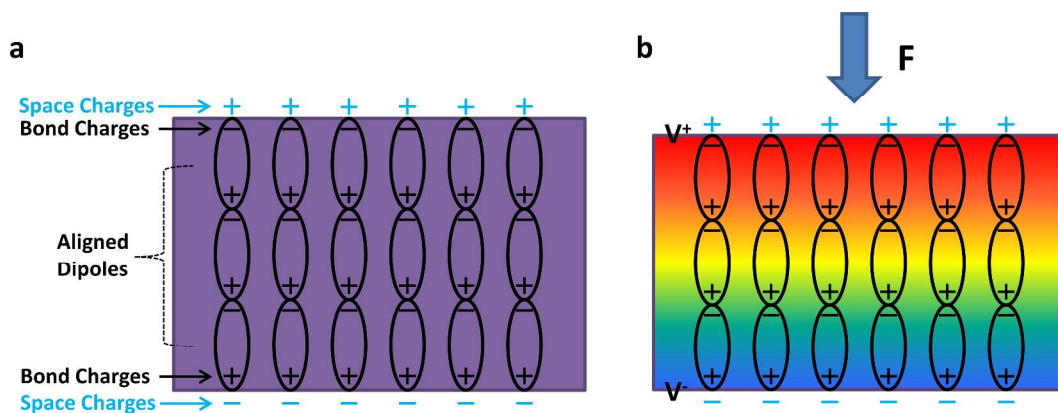 a
Space Charges
+ + + + + +
Bond Charges
− − − − − −
+ + + + + +
− − − − − −
Aligned
Dipoles
+ + + + + +
− − − − − −
Bond Charges
+ + + + + +
Space Charges
− − − − − −
b
F
+ + + + + +
V⁺
− − − − − −
+ + + + + +
− − − − − −
+ + + + + +
− − − − − −
V⁻
+ + + + + +
− − − − − −